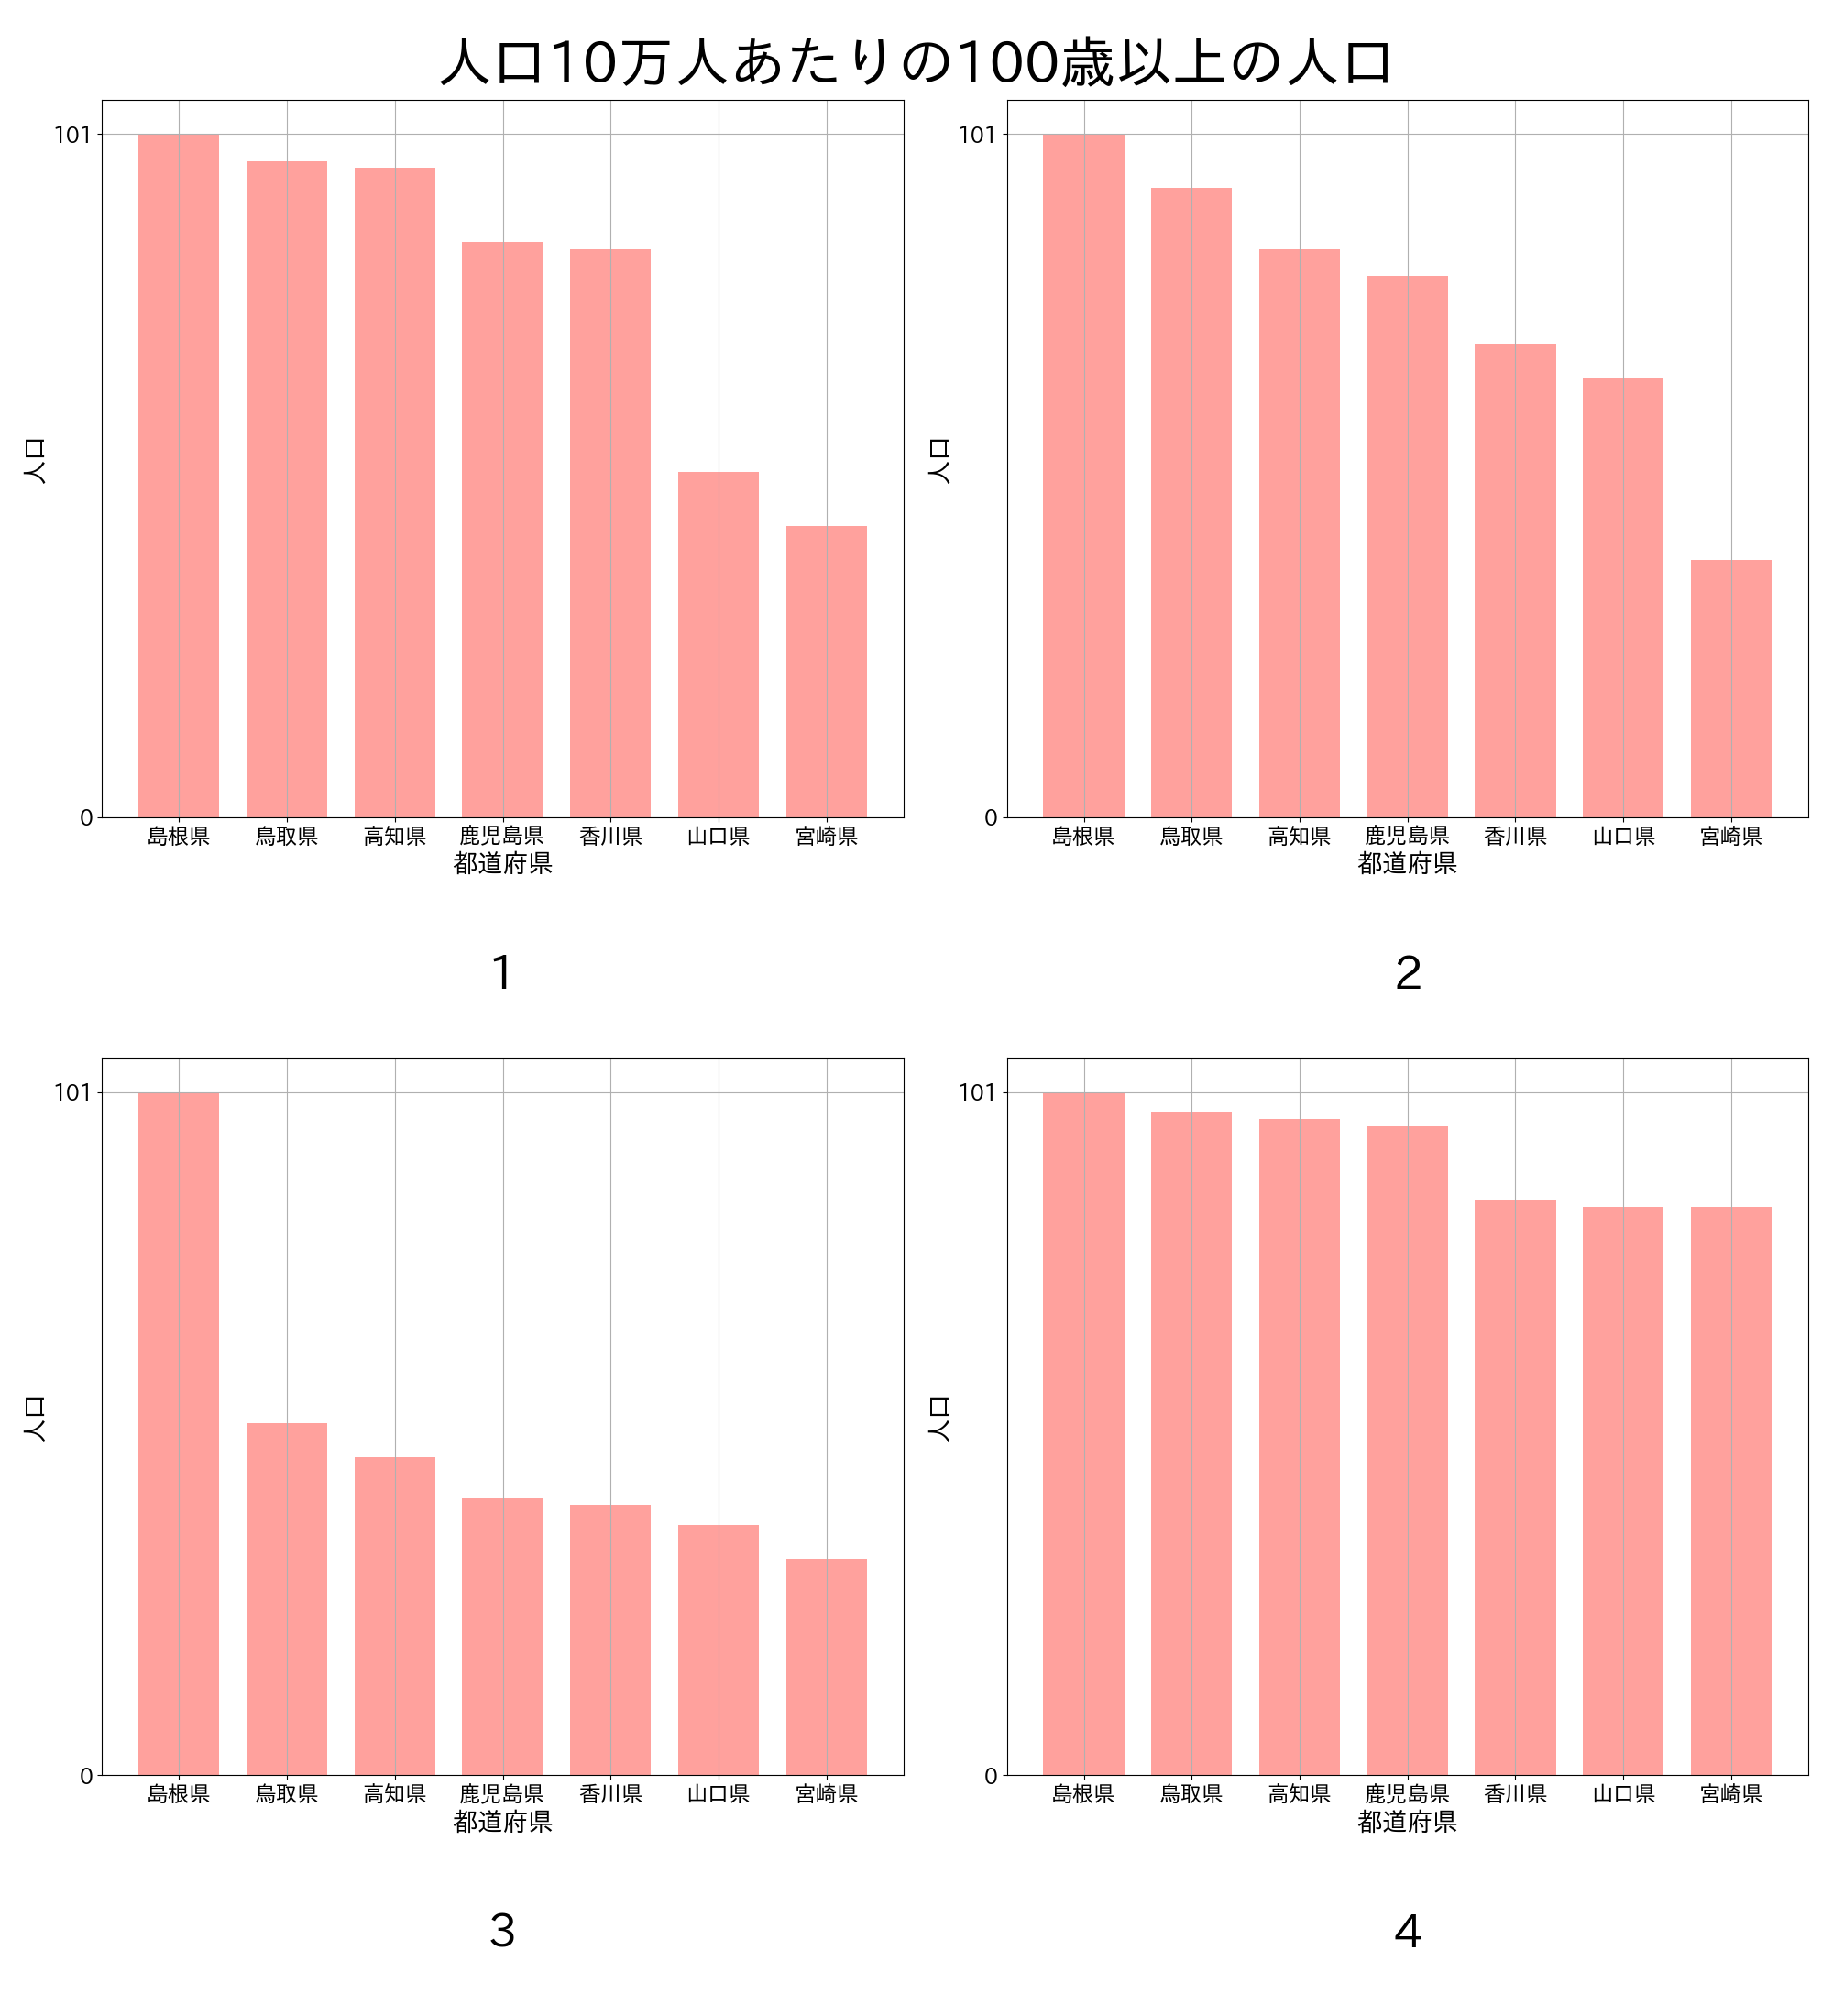 人口10万人あたりの100歳以上の人口
101
0
人口
島根県 鳥取県 高知県 鹿児島県 香川県 山口県 宮崎県
都道府県
1
101
0
人口
島根県 鳥取県 高知県 鹿児島県 香川県 山口県 宮崎県
都道府県
2
101
0
人口
島根県 鳥取県 高知県 鹿児島県 香川県 山口県 宮崎県
都道府県
3
101
0
人口
島根県 鳥取県 高知県 鹿児島県 香川県 山口県 宮崎県
都道府県
4